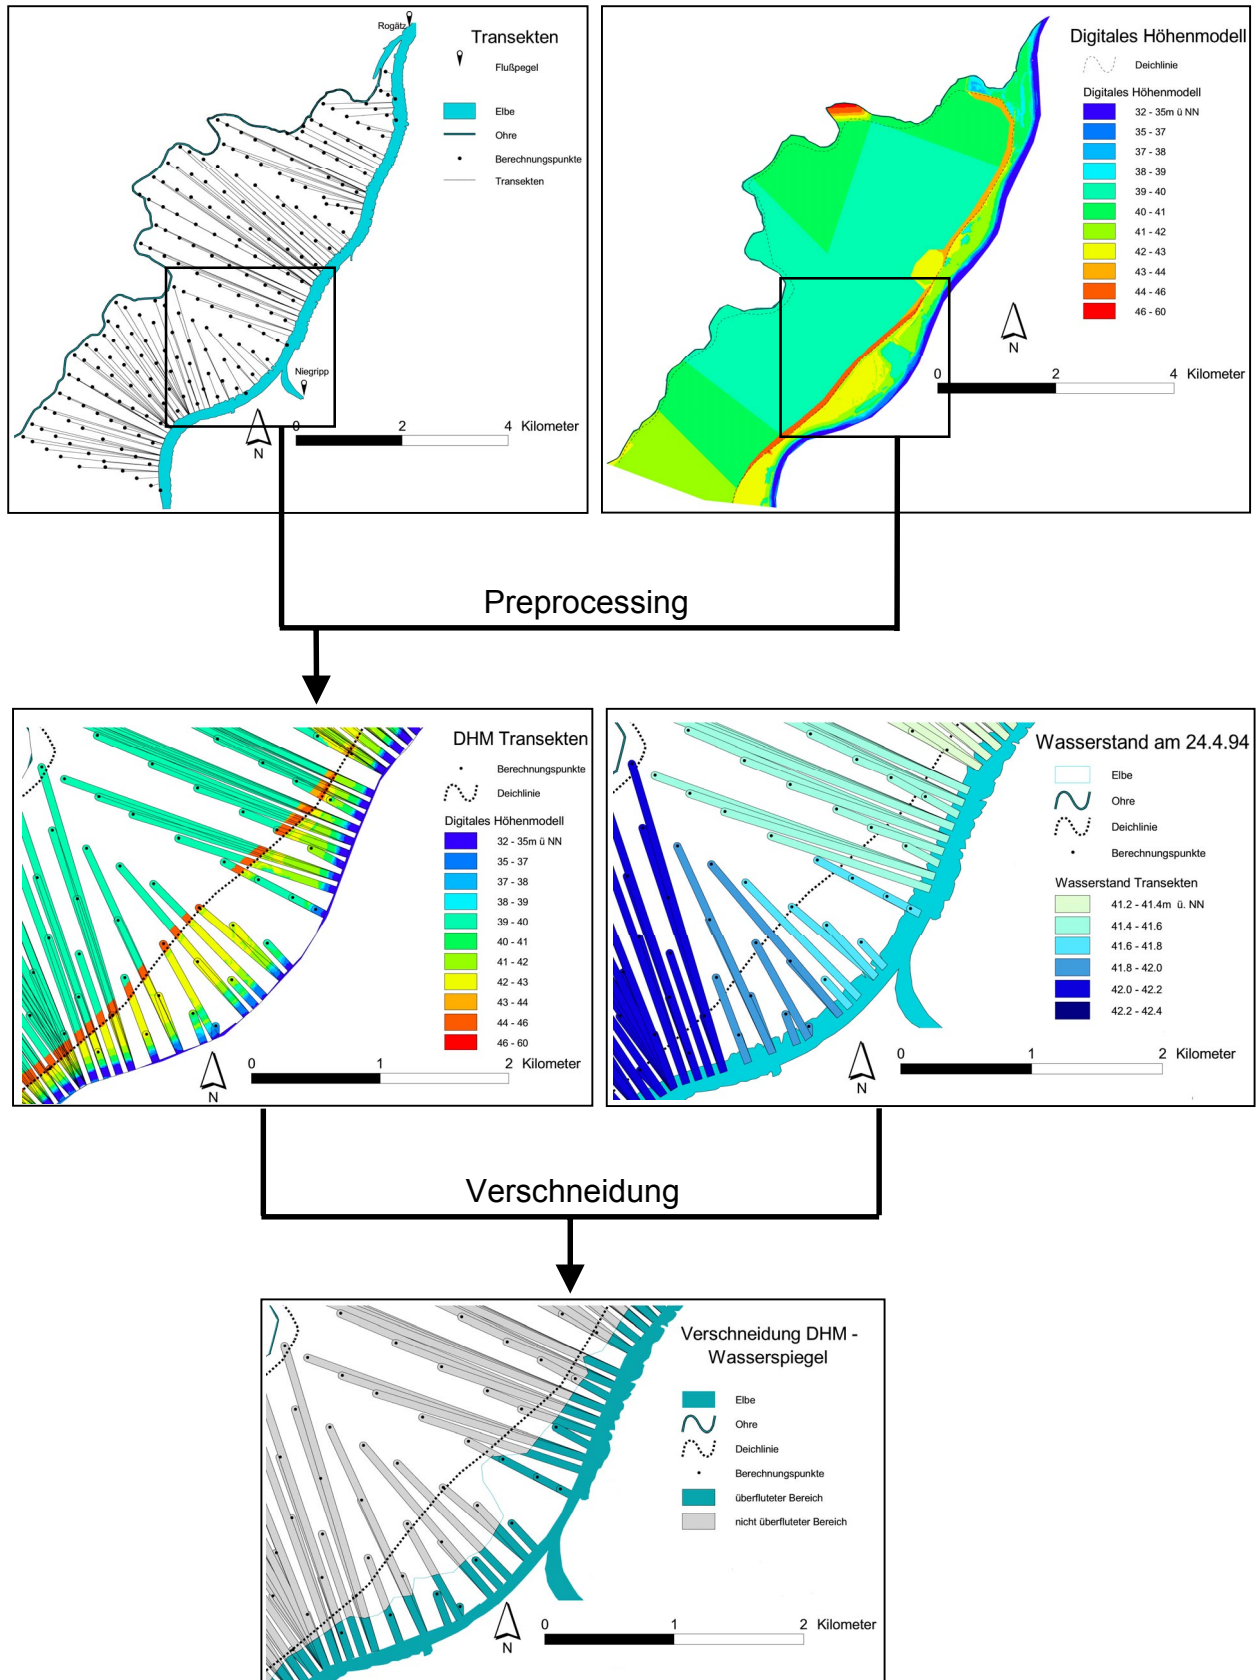 Rogätz
Transekten
Flußpegel
Elbe
Ohre
Berechnungspunkte
Transekten
Niegripp
N
0 2 4 Kilometer
Digitales Höhenmodell
Deichlinie
Digitales Höhenmodell
32 - 35m ü NN
35 - 37
37 - 38
38 - 39
39 - 40
40 - 41
41 - 42
42 - 43
43 - 44
44 - 46
46 - 60
N
0 2 4 Kilometer
Preprocessing
DHM Transekten
Berechnungspunkte
Deichlinie
Digitales Höhenmodell
32 - 35m ü NN
35 - 37
37 - 38
38 - 39
39 - 40
40 - 41
41 - 42
42 - 43
43 - 44
44 - 46
46 - 60
0 1 2 Kilometer
N
Wasserstand am 24.4.94
Elbe
Ohre
Deichlinie
Berechnungspunkte
Wasserstand Transekten
41.2 - 41.4m ü. NN
41.4 - 41.6
41.6 - 41.8
41.8 - 42.0
42.0 - 42.2
42.2 - 42.4
0 1 2 Kilometer
N
Verschneidung
Verschneidung DHM -
Wasserspiegel
Elbe
Ohre
Deichlinie
Berechnungspunkte
überfluteter Bereich
nicht überfluteter Bereich
0 1 2 Kilometer
N